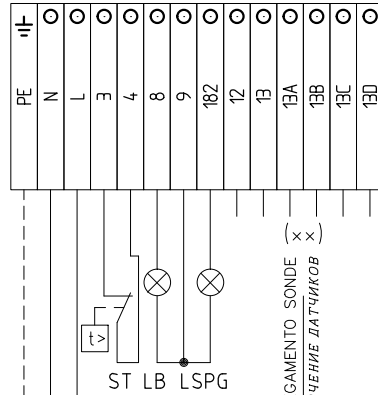 PE
N
L
3
4
8
9
182
12
13
13A
13B
13C
13D
(xx)
t>
ST LB LSPG
GAMENTO SONDE
ЧЕНИЕ ДАТЧИКОВ